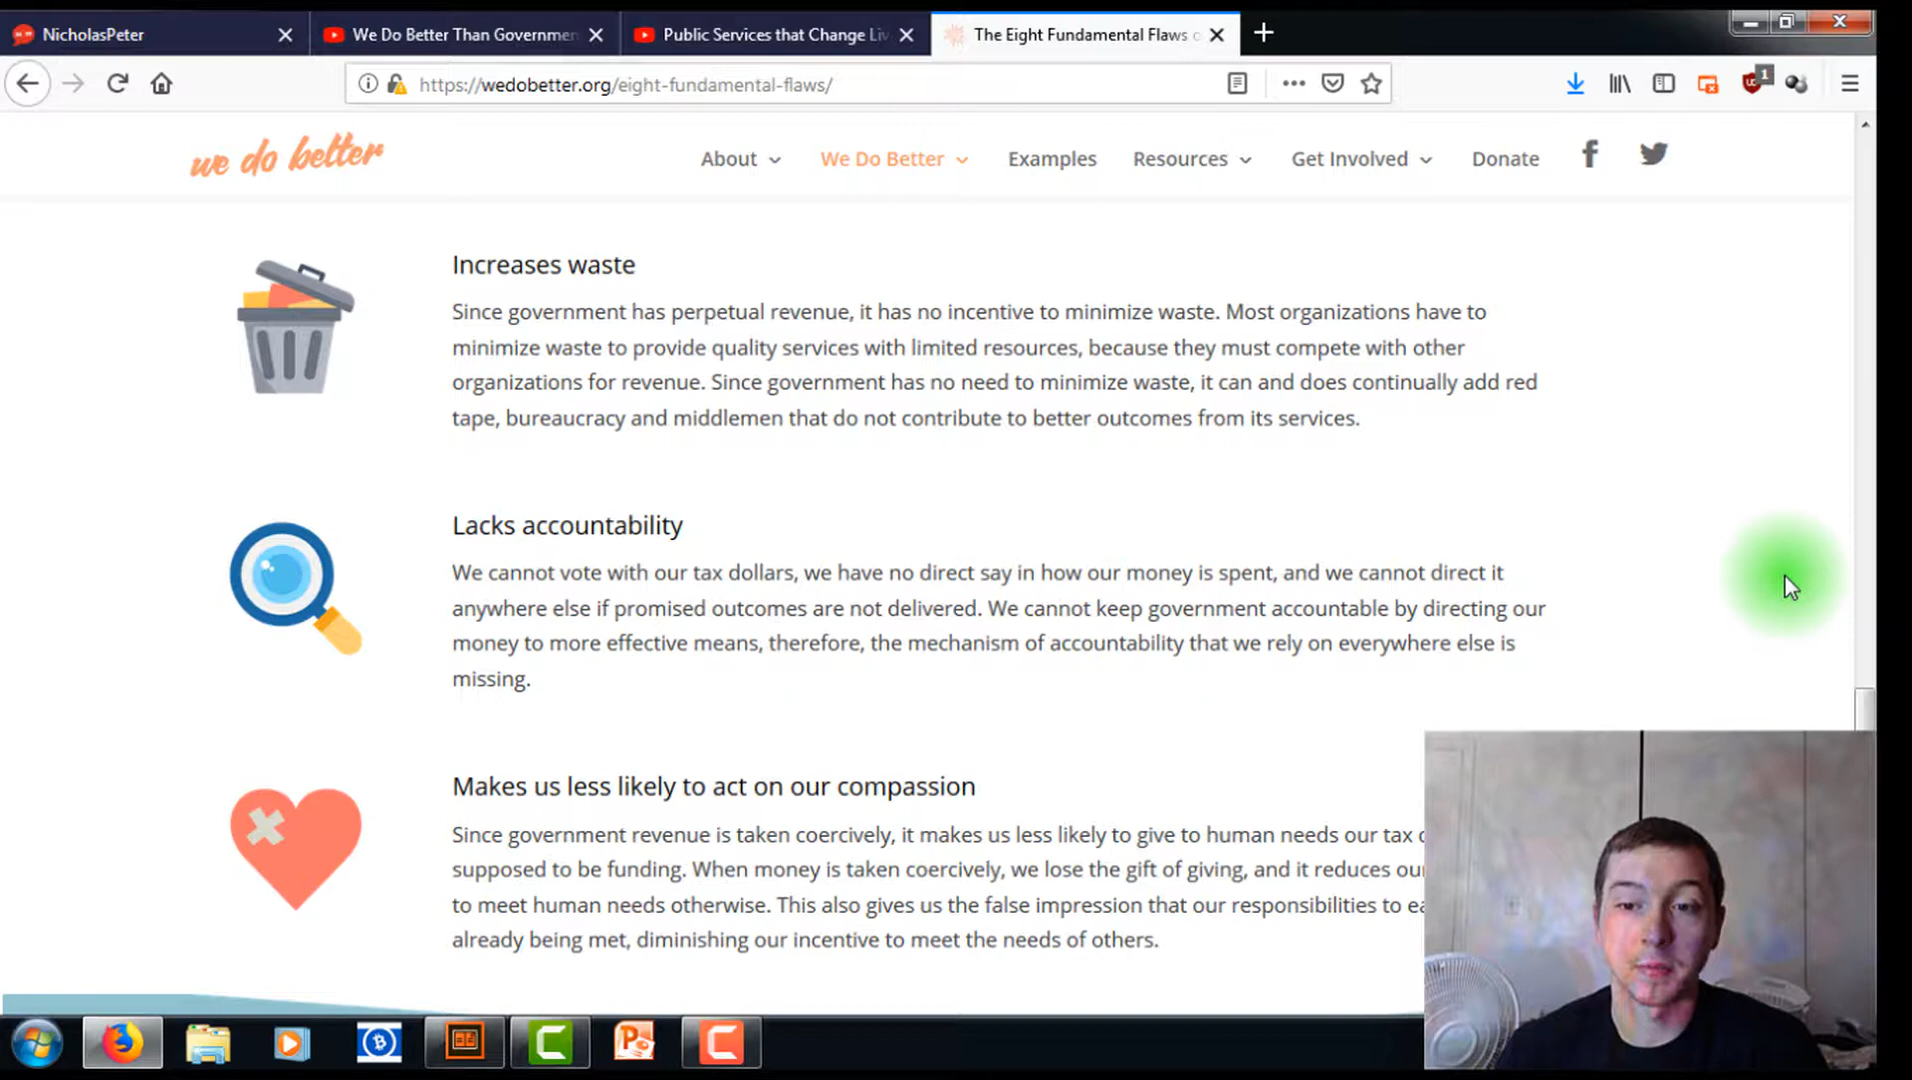 NicholasPeter
We Do Better Than Governmen
Public Services that Change Liv
The Eight Fundamental Flaws o
https://wedobetter.org/eight-fundamental-flaws/
1
we do better
About
We Do Better
Examples
Resources
Get Involved
Donate
Increases waste
Since government has perpetual revenue, it has no incentive to minimize waste. Most organizations have to
minimize waste to provide quality services with limited resources, because they must compete with other
organizations for revenue. Since government has no need to minimize waste, it can and does continually add red
tape, bureaucracy and middlemen that do not contribute to better outcomes from its services.
Lacks accountability
We cannot vote with our tax dollars, we have no direct say in how our money is spent, and we cannot direct it
anywhere else if promised outcomes are not delivered. We cannot keep government accountable by directing our
money to more effective means, therefore, the mechanism of accountability that we rely on everywhere else is
missing.
Makes us less likely to act on our compassion
Since government revenue is taken coercively, it makes us less likely to give to human needs our tax
supposed to be funding. When money is taken coercively, we lose the gift of giving, and it reduces ou
to meet human needs otherwise. This also gives us the false impression that our responsibilities to ea
already being met, diminishing our incentive to meet the needs of others.